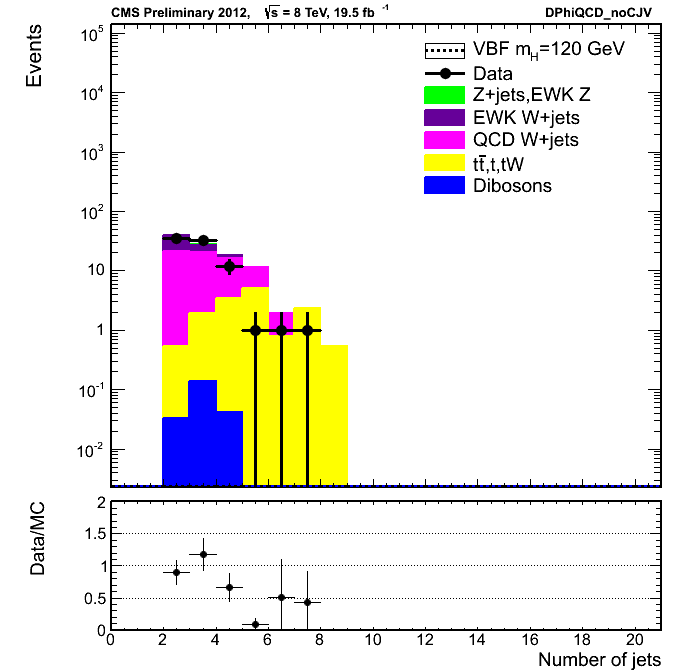 CMS Preliminary 2012, √s = 8 TeV, 19.5 fb⁻¹ DPhiQCD_noCJV
Events
10⁵
10⁴
10³
10²
10
1
10⁻¹
10⁻²
VBF m_H=120 GeV
Data
Z+jets,EWK Z
EWK W+jets
QCD W+jets
tt̄,t,tW
Dibosons
Data/MC
2
1.5
1
0.5
0
0 2 4 6 8 10 12 14 16 18 20
Number of jets